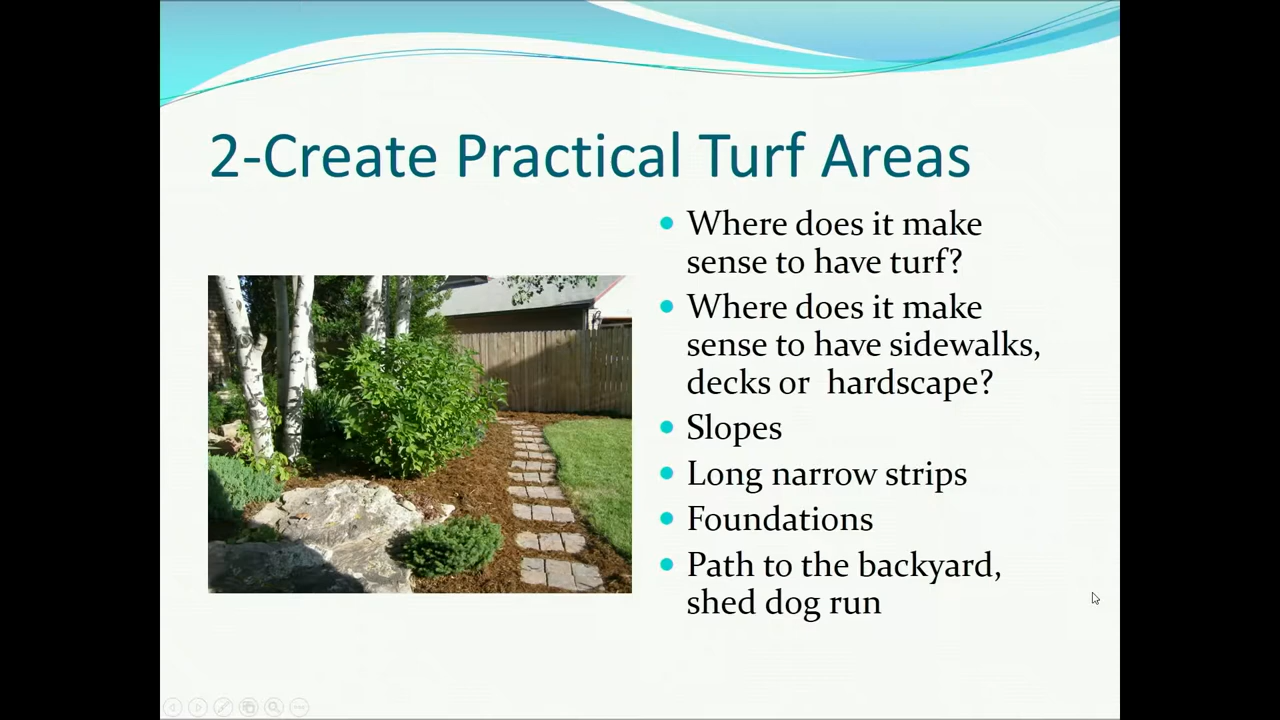 2-Create Practical Turf Areas
Where does it make
sense to have turf?
Where does it make
sense to have sidewalks,
decks or  hardscape?
Slopes
Long narrow strips
Foundations
Path to the backyard,
shed dog run